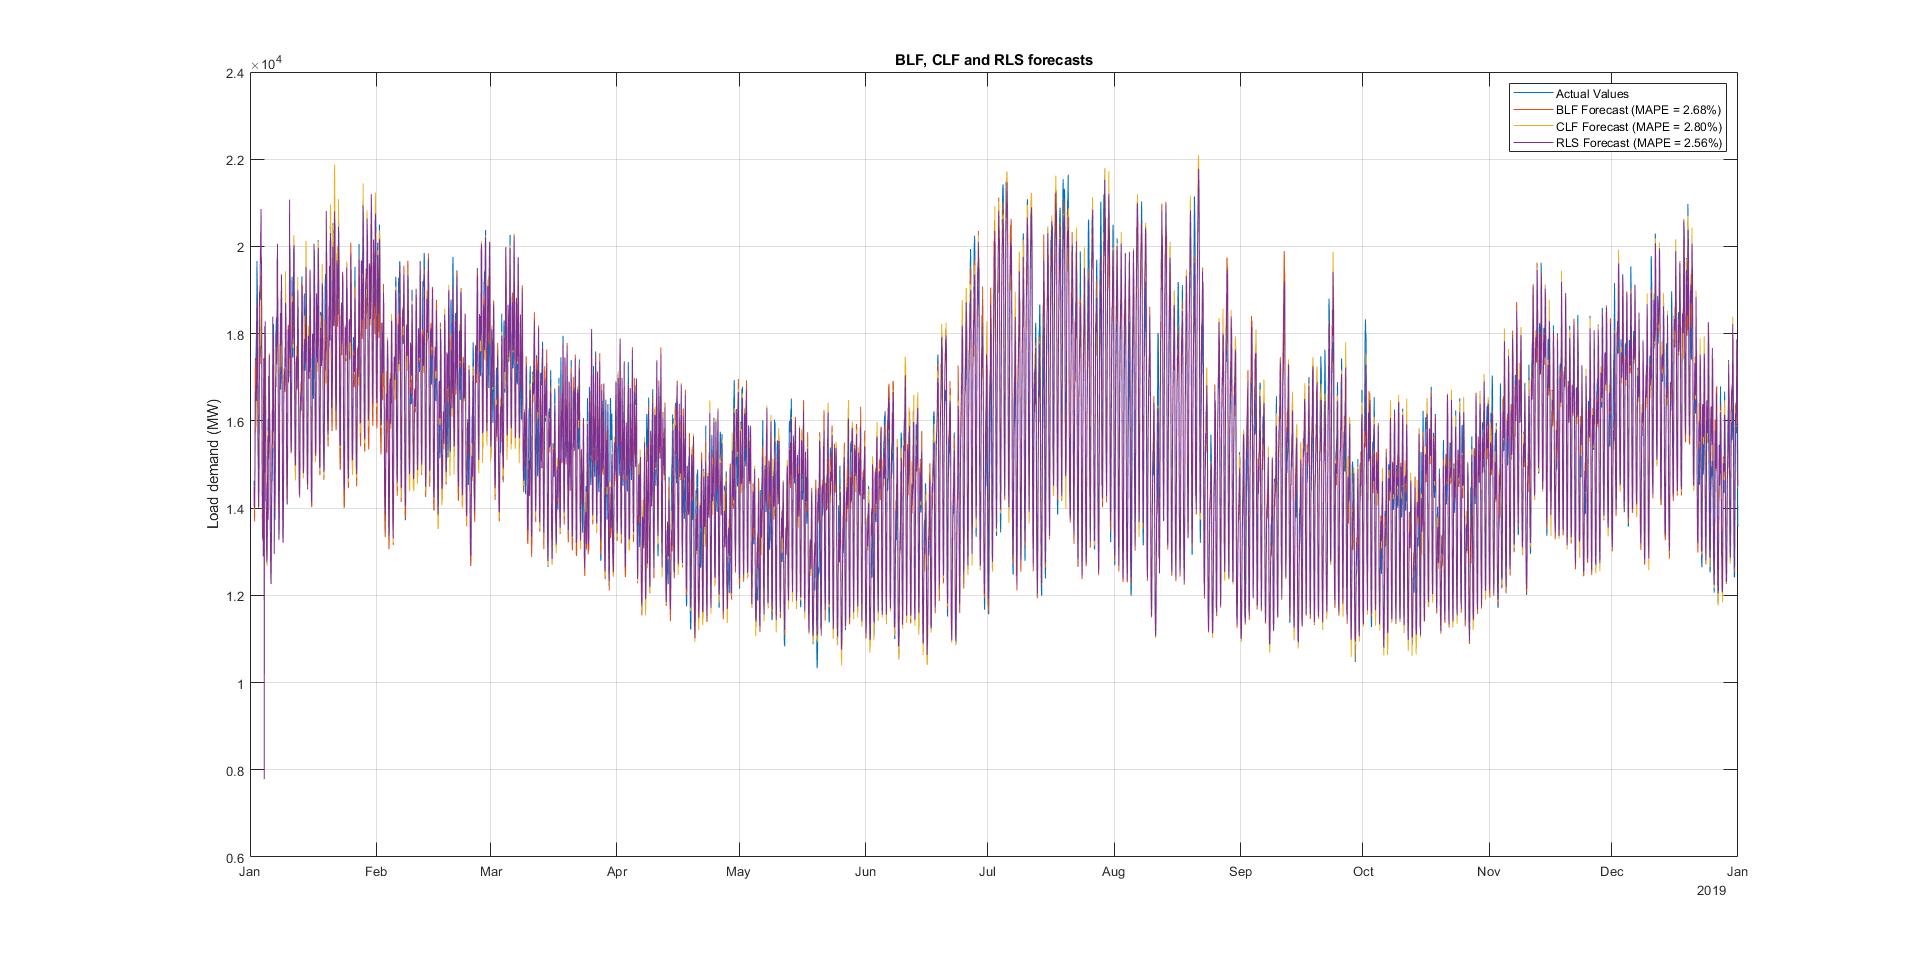 BLF, CLF and RLS forecasts
×10⁴
2.4
2.2
2
1.8
1.6
1.4
1.2
1
0.8
0.6
Load demand (MW)
Actual Values
BLF Forecast (MAPE = 2.68%)
CLF Forecast (MAPE = 2.80%)
RLS Forecast (MAPE = 2.56%)
Jan Feb Mar Apr May Jun Jul Aug Sep Oct Nov Dec Jan
2019